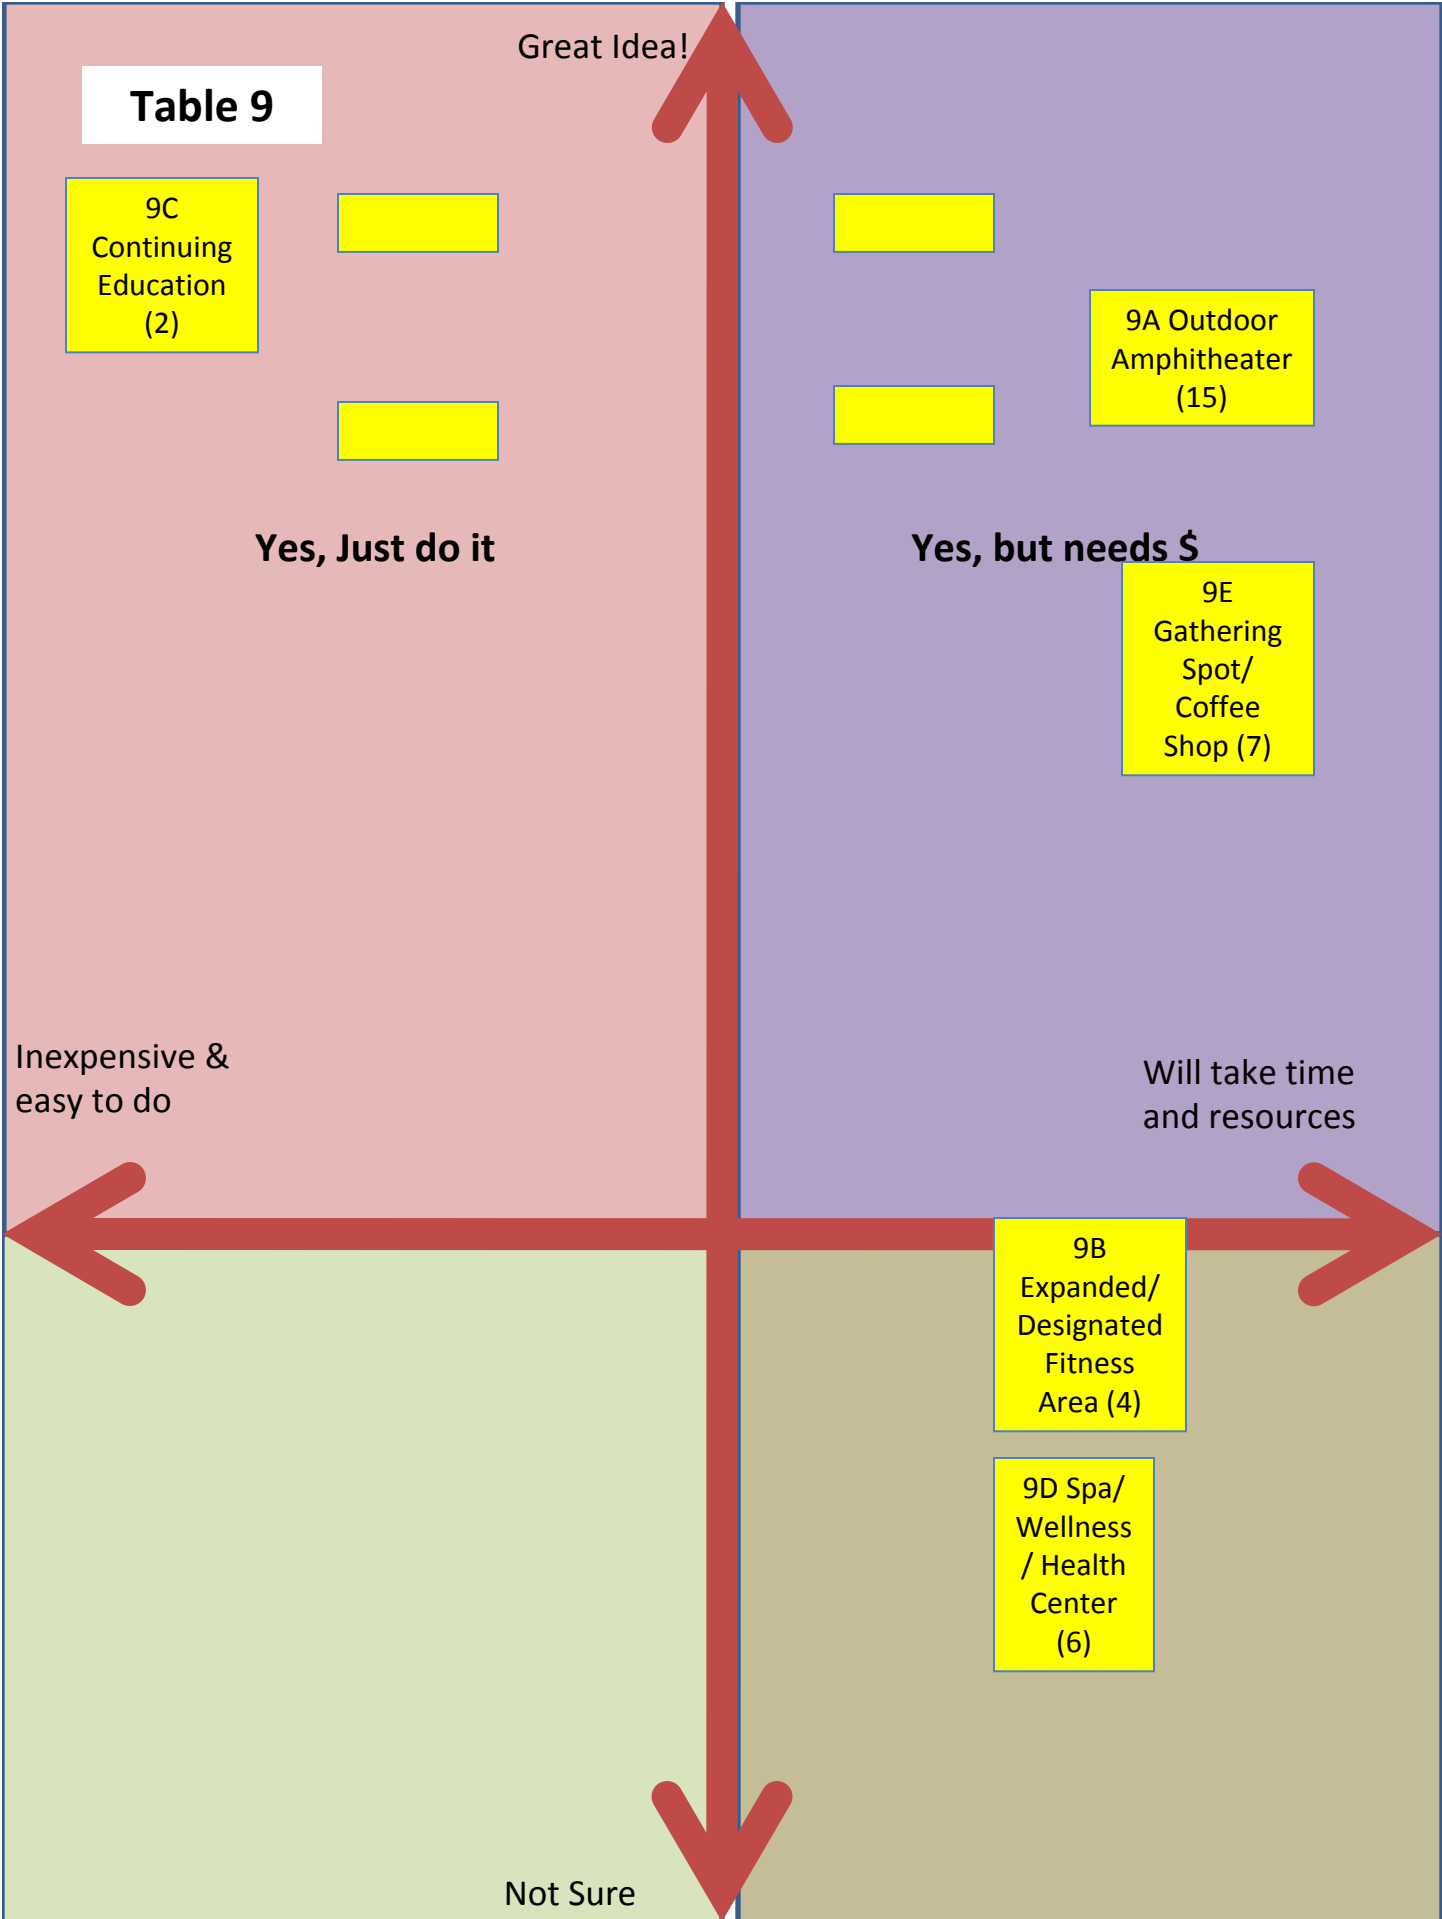 Great Idea!
Table 9
9C
Continuing
Education
(2)
9A Outdoor
Amphitheater
(15)
Yes, Just do it
Yes, but needs $
9E
Gathering
Spot/
Coffee
Shop (7)
Inexpensive &
easy to do
Will take time
and resources
9B
Expanded/
Designated
Fitness
Area (4)
9D Spa/
Wellness
/ Health
Center
(6)
Not Sure